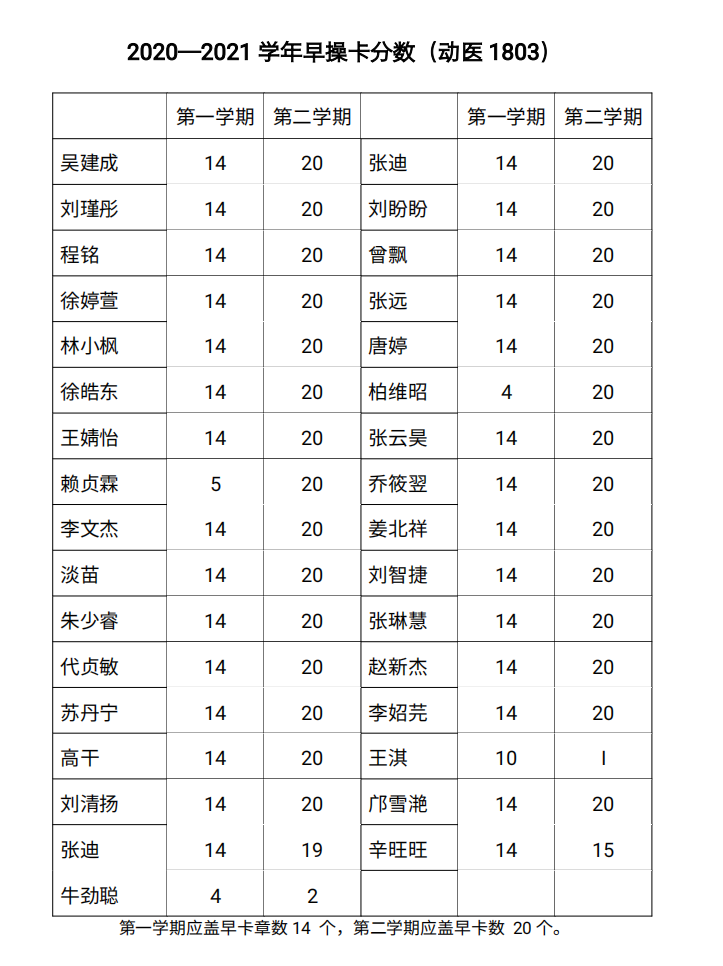 2020—2021 学年早操卡分数（动医 1803）
第一学期 第二学期 第一学期 第二学期
吴建成 14 20 张迪 14 20
刘瑾彤 14 20 刘盼盼 14 20
程铭 14 20 曾飘 14 20
徐婷萱 14 20 张远 14 20
林小枫 14 20 唐婷 14 20
徐皓东 14 20 柏维昭 4 20
王婧怡 14 20 张云昊 14 20
赖贞霖 5 20 乔筱翌 14 20
李文杰 14 20 姜北祥 14 20
淡苗 14 20 刘智捷 14 20
朱少睿 14 20 张琳慧 14 20
代贞敏 14 20 赵新杰 14 20
苏丹宁 14 20 李妱芫 14 20
高干 14 20 王淇 10 I
刘清扬 14 20 邝雪滟 14 20
张迪 14 19 辛旺旺 14 15
牛劲聪 4 2
第一学期应盖早卡章数 14 个，第二学期应盖早卡数 20 个。